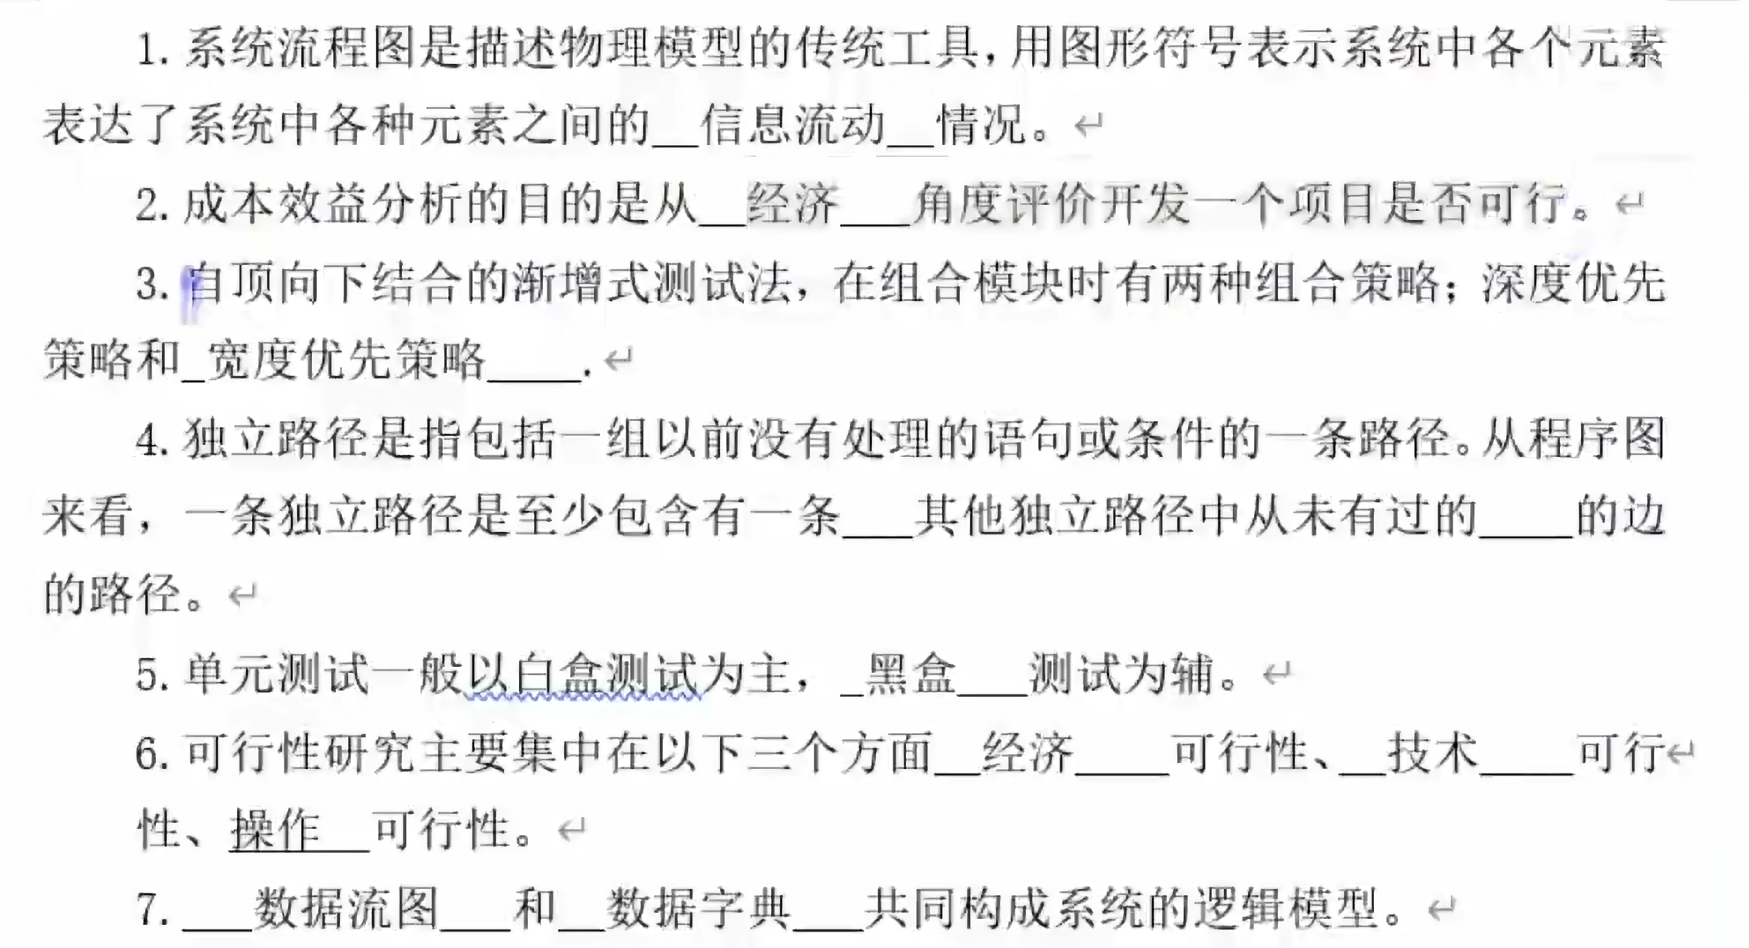 1. 系统流程图是描述物理模型的传统工具，用图形符号表示系统中各个元素
表达了系统中各种元素之间的__信息流动__情况。
2. 成本效益分析的目的是从__经济___角度评价开发一个项目是否可行。
3. 自顶向下结合的渐增式测试法，在组合模块时有两种组合策略；深度优先
策略和_宽度优先策略____.
4. 独立路径是指包括一组以前没有处理的语句或条件的一条路径。从程序图
来看，一条独立路径是至少包含有一条___其他独立路径中从未有过的____的边
的路径。
5. 单元测试一般以白盒测试为主，_黑盒___测试为辅。
6. 可行性研究主要集中在以下三个方面__经济____可行性、__技术____可行
性、操作__可行性。
7. ___数据流图___和__数据字典___共同构成系统的逻辑模型。